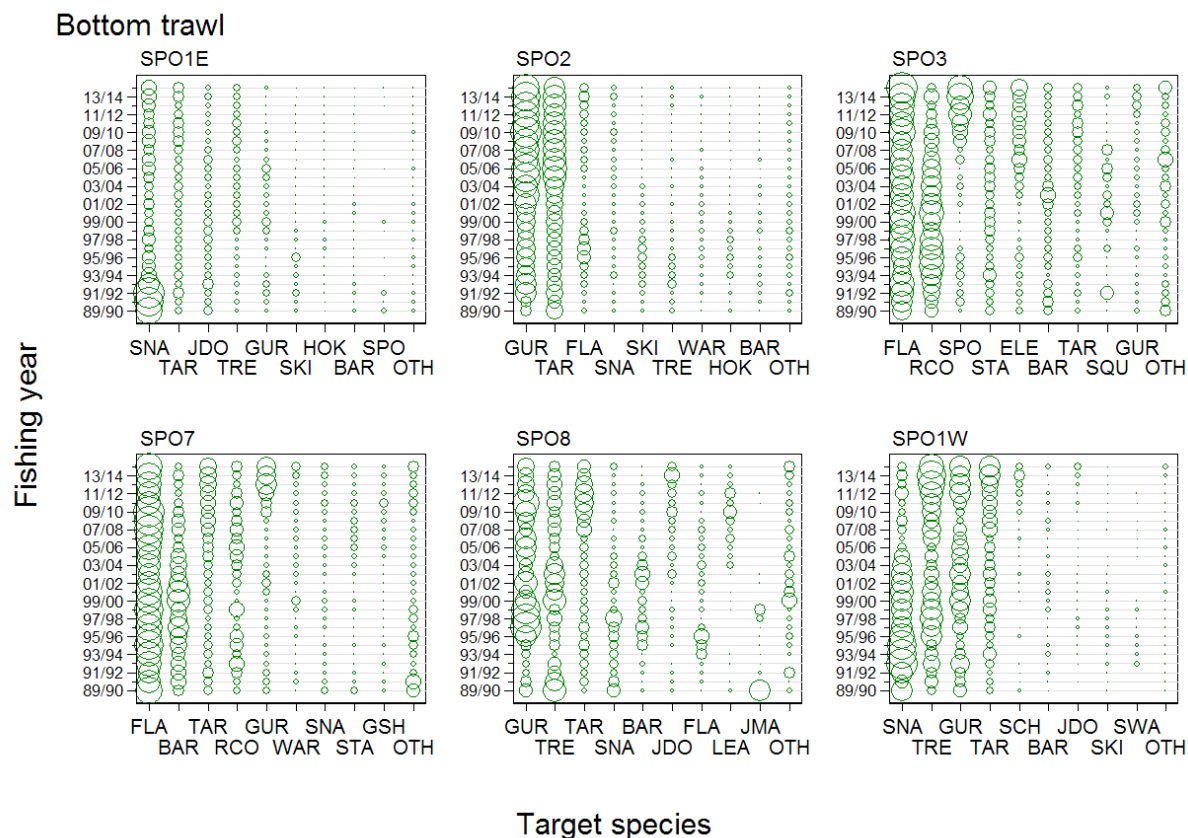 Bottom trawl
SPO1E SPO2 SPO3
13/14 13/14 13/14
11/12 11/12 11/12
09/10 09/10 09/10
07/08 07/08 07/08
05/06 05/06 05/06
03/04 03/04 03/04
01/02 01/02 01/02
99/00 99/00 99/00
97/98 97/98 97/98
95/96 95/96 95/96
93/94 93/94 93/94
91/92 91/92 91/92
89/90 89/90 89/90
SNA JDO GUR HOK SPO GUR FLA SKI WAR BAR FLA SPO ELE TAR GUR
TAR TRE SKI BAR OTH TAR SNA TRE HOK OTH RCO STA BAR SQU OTH
Fishing year
SPO7 SPO8 SPO1W
13/14 13/14 13/14
11/12 11/12 11/12
09/10 09/10 09/10
07/08 07/08 07/08
05/06 05/06 05/06
03/04 03/04 03/04
01/02 01/02 01/02
99/00 99/00 99/00
97/98 97/98 97/98
95/96 95/96 95/96
93/94 93/94 93/94
91/92 91/92 91/92
89/90 89/90 89/90
FLA TAR GUR SNA GSH GUR TAR BAR FLA JMA SNA GUR SCH JDO SWA
BAR RCO WAR STA OTH TRE SNA JDO LEA OTH TRE TAR BAR SKI OTH
Target species